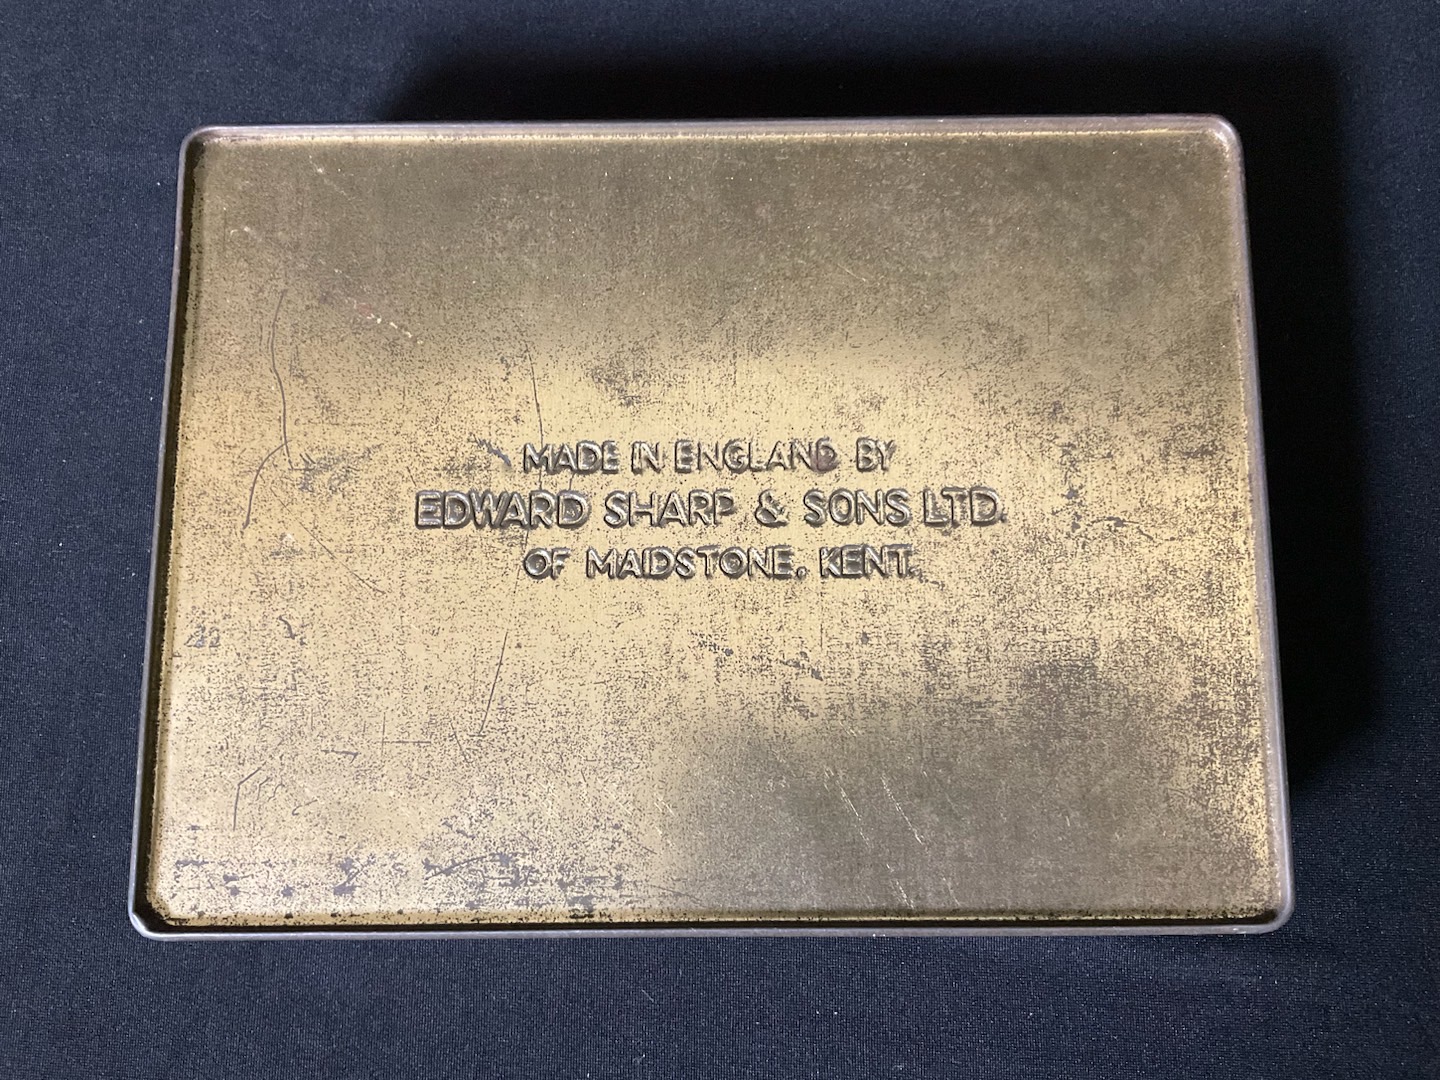 MADE IN ENGLAND BY
EDWARD SHARP & SONS LTD.
OF MAIDSTONE, KENT.